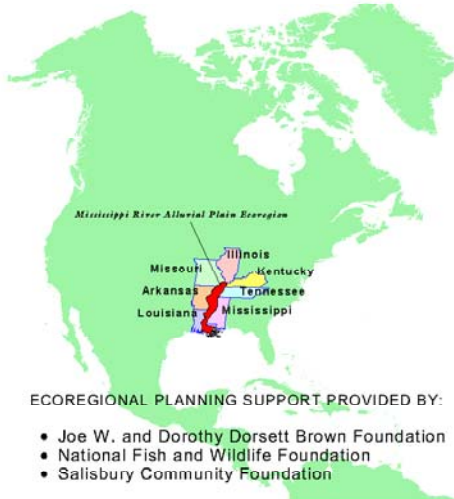 Mississippi River Alluvial Plain Ecoregion
Illinois
Missouri
Kentucky
Arkansas
Tennessee
Louisiana
Mississippi
ECOREGIONAL PLANNING SUPPORT PROVIDED BY:
• Joe W. and Dorothy Dorsett Brown Foundation
• National Fish and Wildlife Foundation
• Salisbury Community Foundation